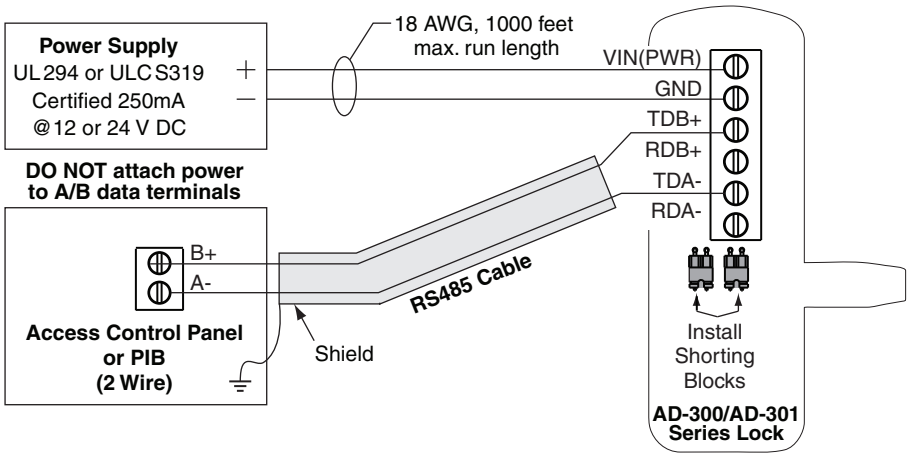 Power Supply
UL294 or ULC S319
Certified 250mA
@12 or 24 V DC
+
−
18 AWG, 1000 feet
max. run length
VIN(PWR)
GND
TDB+
RDB+
TDA-
RDA-
DO NOT attach power
to A/B data terminals
B+
A-
Access Control Panel
or PIB
(2 Wire)
RS485 Cable
Shield
Install
Shorting
Blocks
AD-300/AD-301
Series Lock